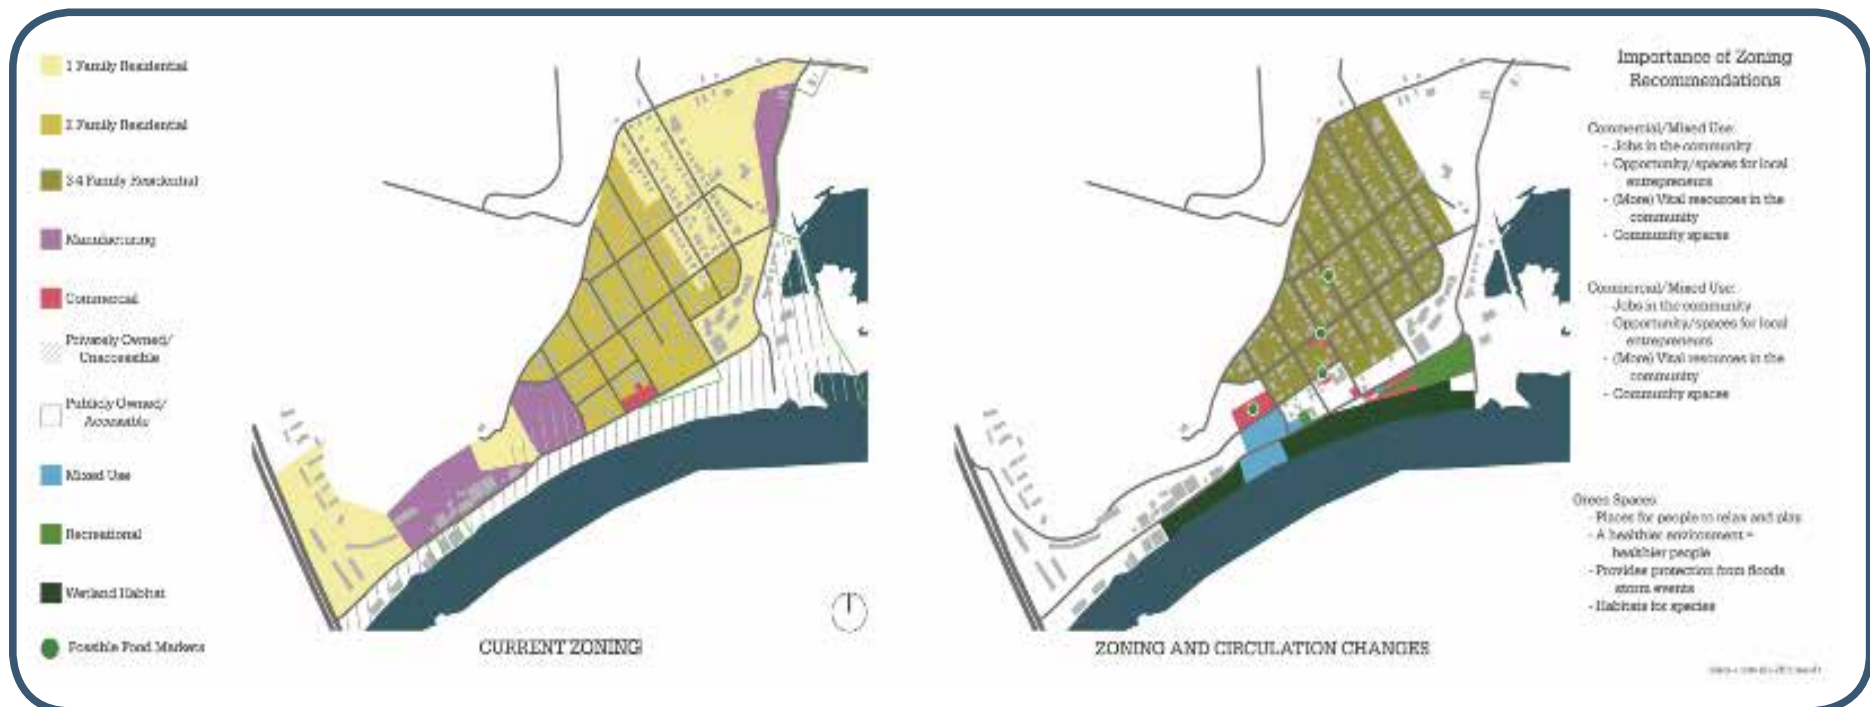 1 Family Residential
2 Family Residential
3-4 Family Residential
Manufacturing
Commercial
Privately Owned/
Unaccessible
Publicly Owned/
Accessible
Mixed Use
Recreational
Wetland Habitat
Possible Food Markets
CURRENT ZONING
ZONING AND CIRCULATION CHANGES
Importance of Zoning
Recommendations
Commercial/Mixed Use:
- Jobs in the community
- Opportunity/spaces for local
entrepreneurs
- (More) Vital resources in the
community
- Community spaces
Commercial/Mixed Use:
- Jobs in the community
- Opportunity/spaces for local
entrepreneurs
- (More) Vital resources in the
community
- Community spaces
Green Spaces
- Places for people to relax and play
- A healthier environment =
healthier people
- Provides protection from floods
storm events
- Habitats for species